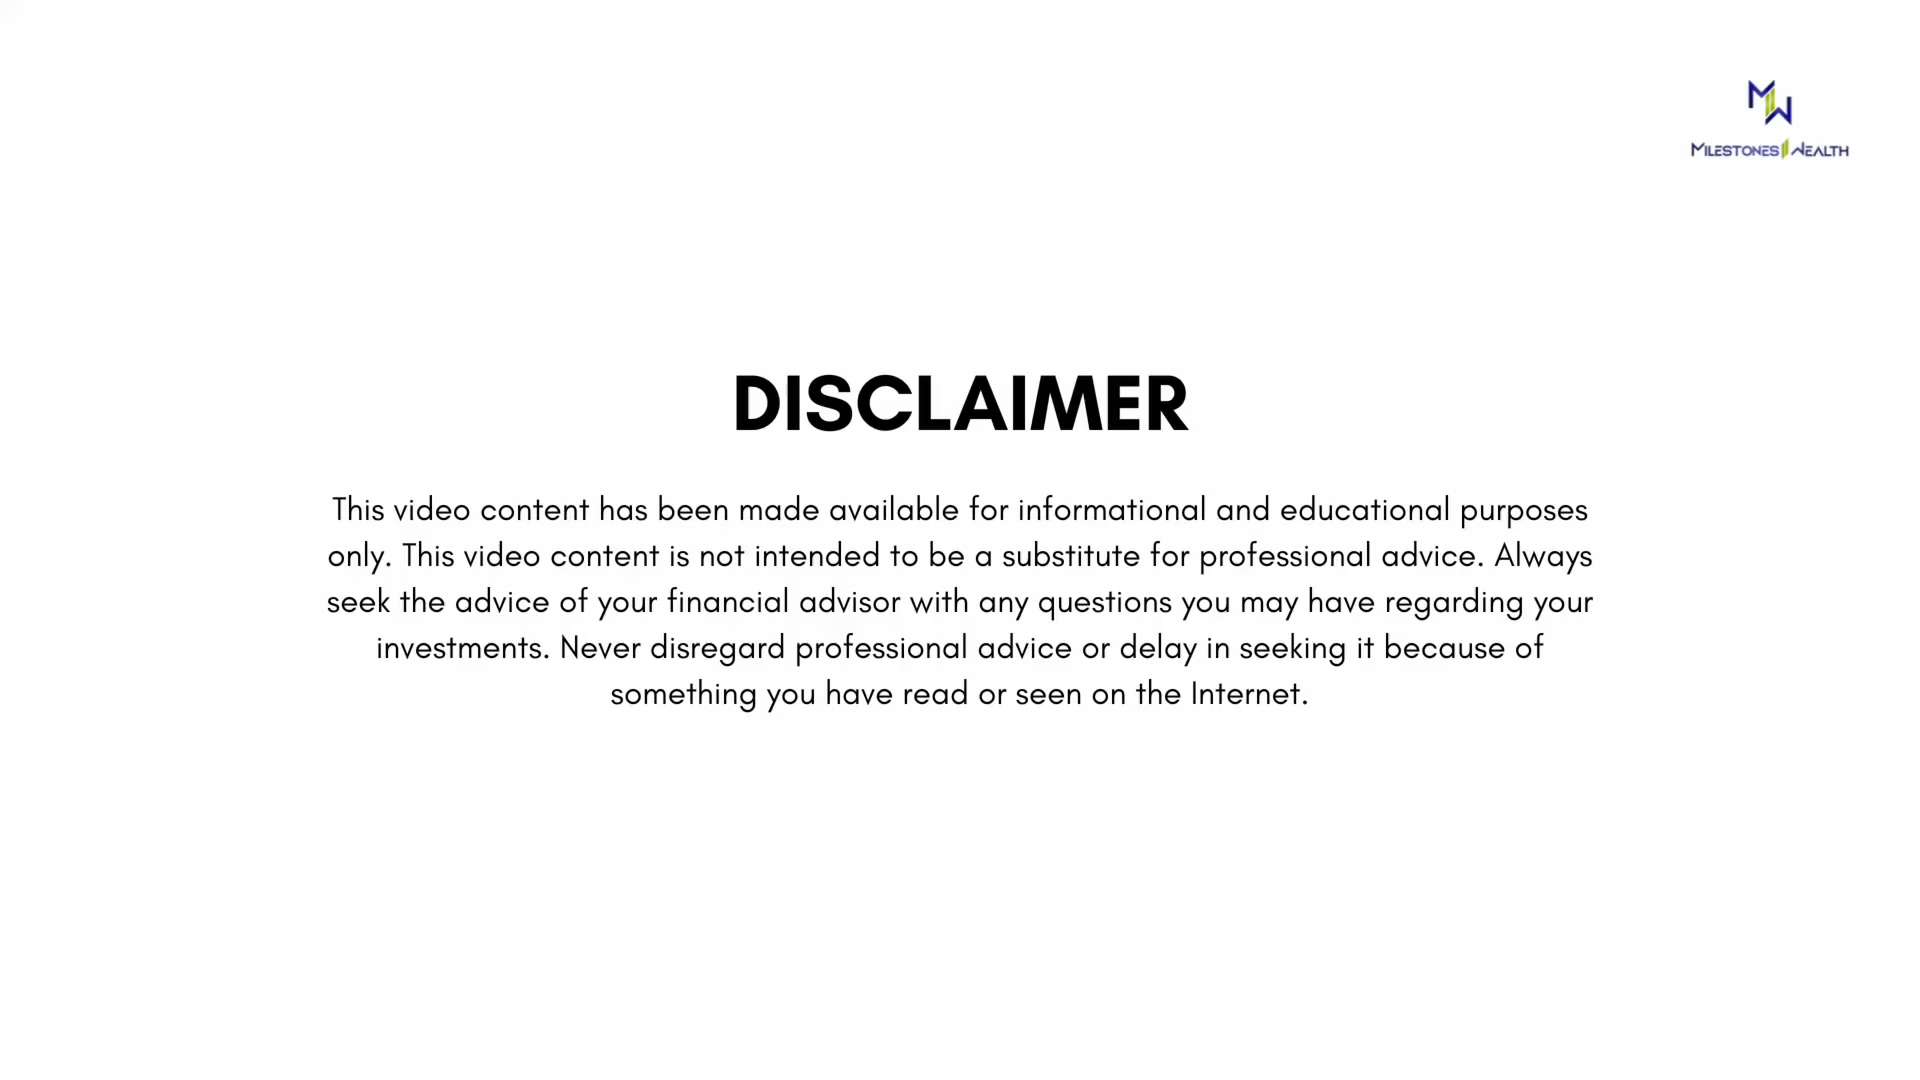 MW
MILESTONES WEALTH
DISCLAIMER
This video content has been made available for informational and educational purposes
only. This video content is not intended to be a substitute for professional advice. Always
seek the advice of your financial advisor with any questions you may have regarding your
investments. Never disregard professional advice or delay in seeking it because of
something you have read or seen on the Internet.